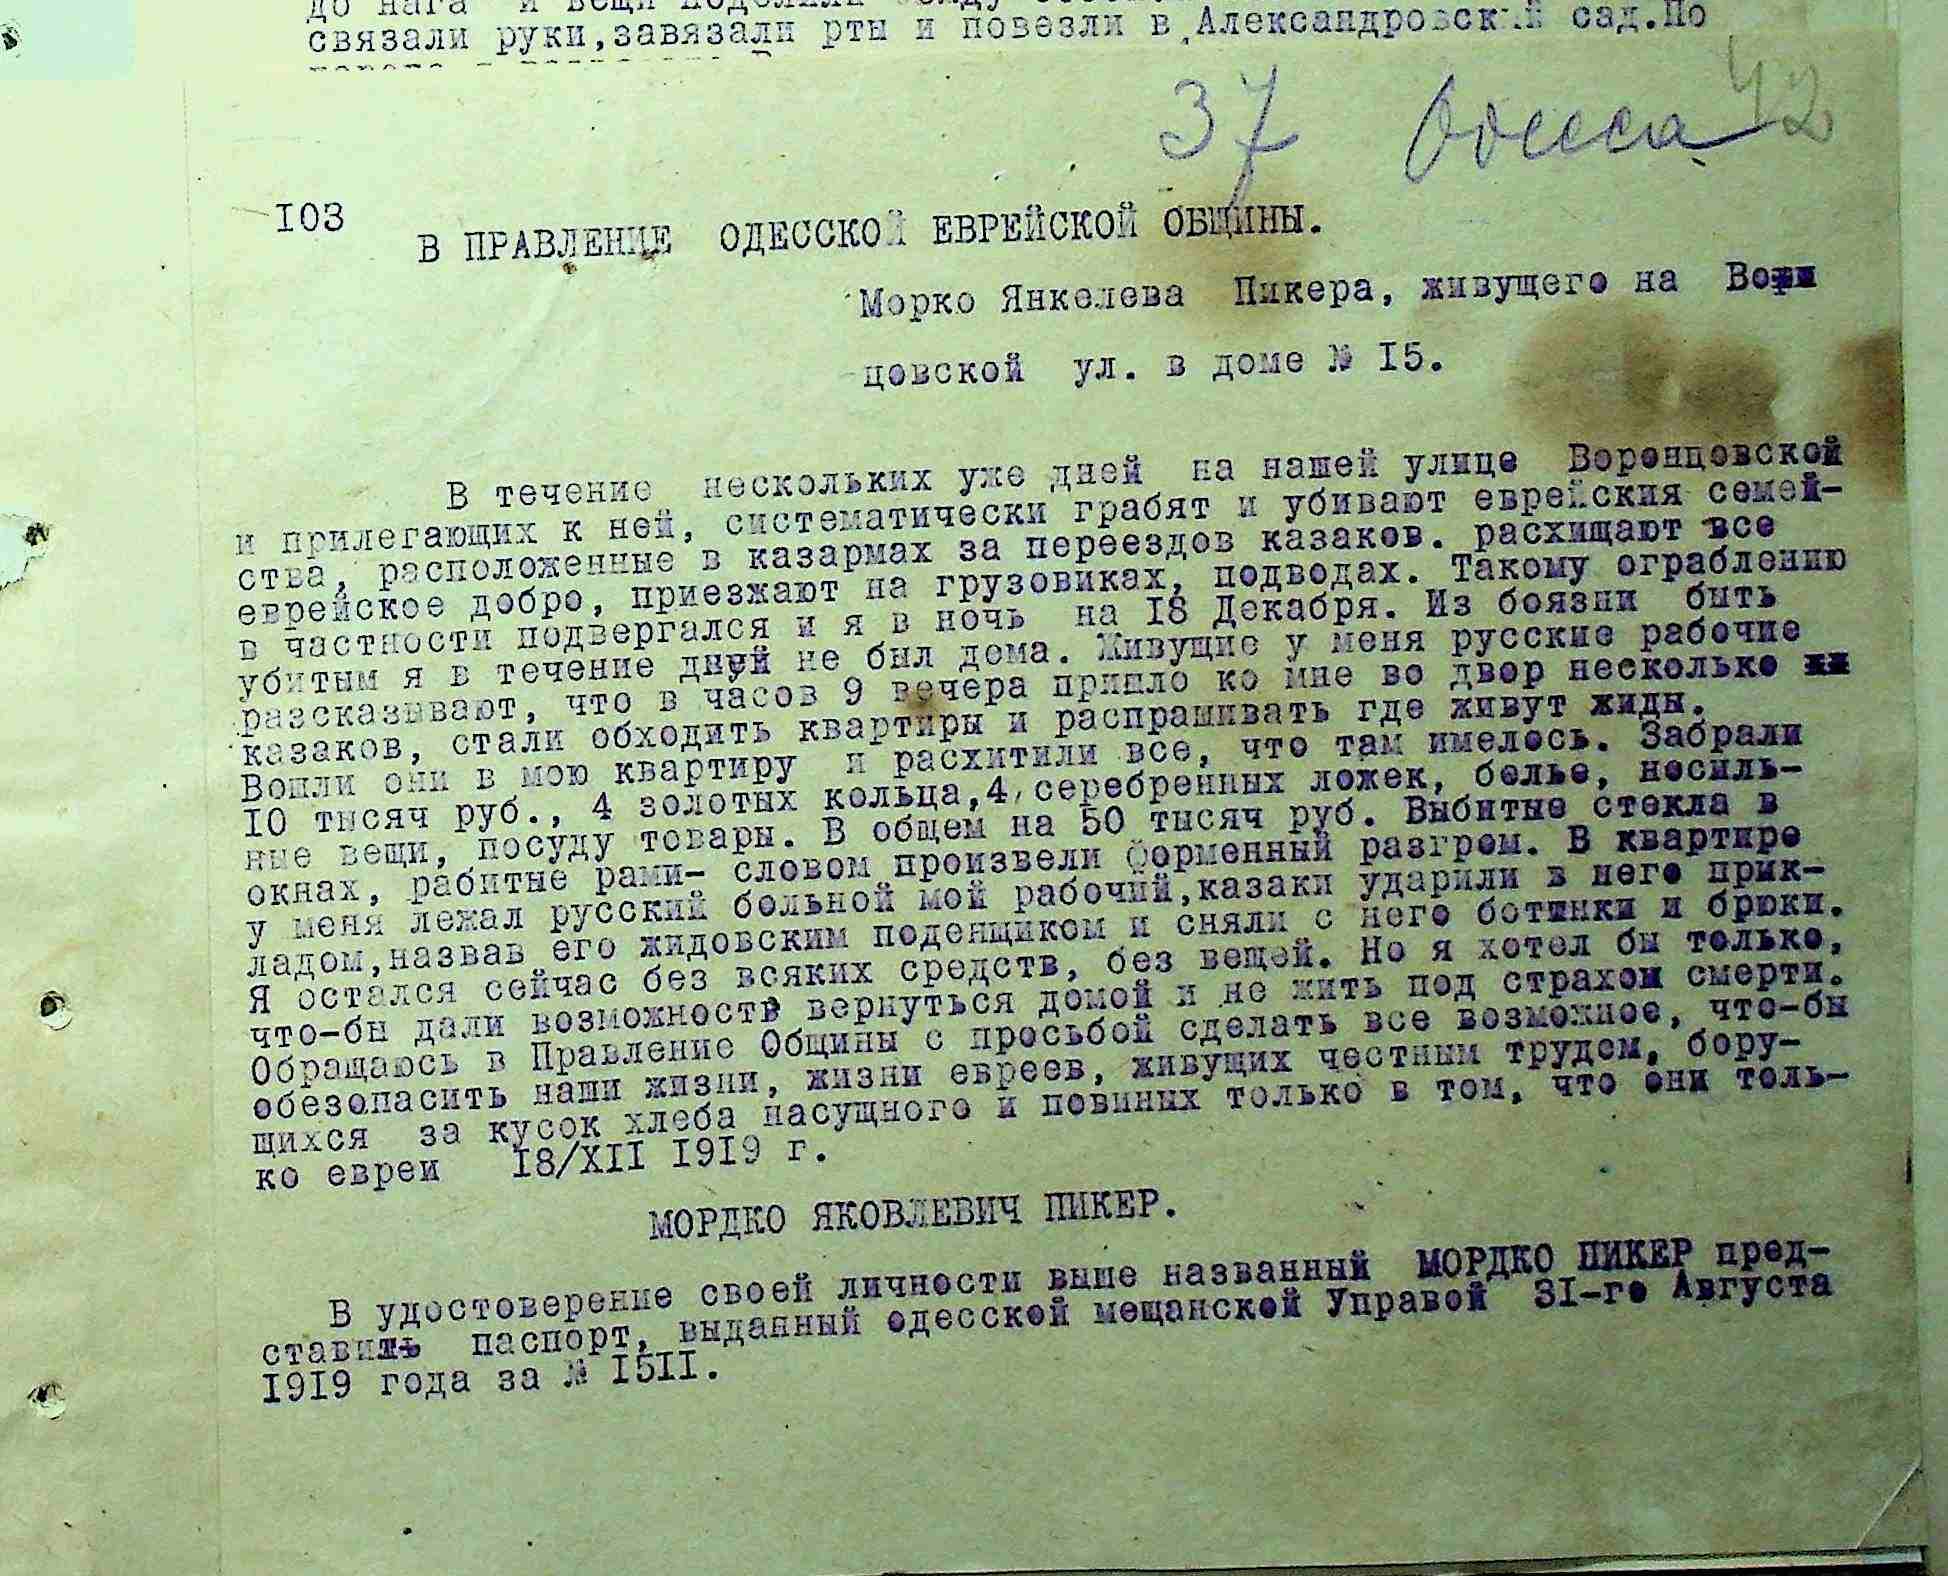 связали руки,завязали рты и повезли в Александровский сад.По
37 Одесса 42
103
В ПРАВЛЕНИЕ ОДЕССКОЙ ЕВРЕЙСКОЙ ОБЩИНЫ.
Морко Янкелева Пикера, живущего на
цовской ул. в доме № 15.
В течение нескольких уже дней на нашей улице Воронцовской
и прилегающих к ней, систематически грабят и убивают еврейския семей-
ства, расположенные в казармах за переездов казаков. расхищают все
еврейское добро, приезжают на грузовиках, подводах. Такому ограблению
в частности подвергался и я в ночь на 18 Декабря. Из боязни быть
убитым я в течение дней не был дома. Живущие у меня русские рабочие
разсказывают, что в часов 9 вечера пришло ко мне во двор несколько
казаков, стали обходить квартиры и распрашивать где живут жиды.
Вошли они в мою квартиру и расхитили все, что там имелось. Забрали
10 тысяч руб., 4 золотых кольца,4 серебренных ложек, белье, носиль-
ные вещи, посуду товары. В общем на 50 тысяч руб. Выбитые стекла в
окнах, рабитые рами- словом произвели форменный разгром. В квартире
у меня лежал русский больной мой рабочий,казаки ударили в него прик-
ладом,назвав его жидовским поденщиком и сняли с него ботинки и брюки.
Я остался сейчас без всяких средств, без вещей. Но я хотел бы только,
что-бы дали возможность вернуться домой и не жить под страхом смерти.
Обращаюсь в Правление Общины с просьбой сделать все возможное, что-бы
обезопасить наши жизни, жизни евреев, живущих честным трудом, бору-
щихся за кусок хлеба насущного и повиных только в том, что они толь-
ко евреи 18/XII 1919 г.
МОРДКО ЯКОВЛЕВИЧ ПИКЕР.
В удостоверение своей личности выше названный МОРДКО ПИКЕР пред-
ставилъ паспорт, выданный одесской мещанской Управой 31-го Августа
1919 года за № 1511.